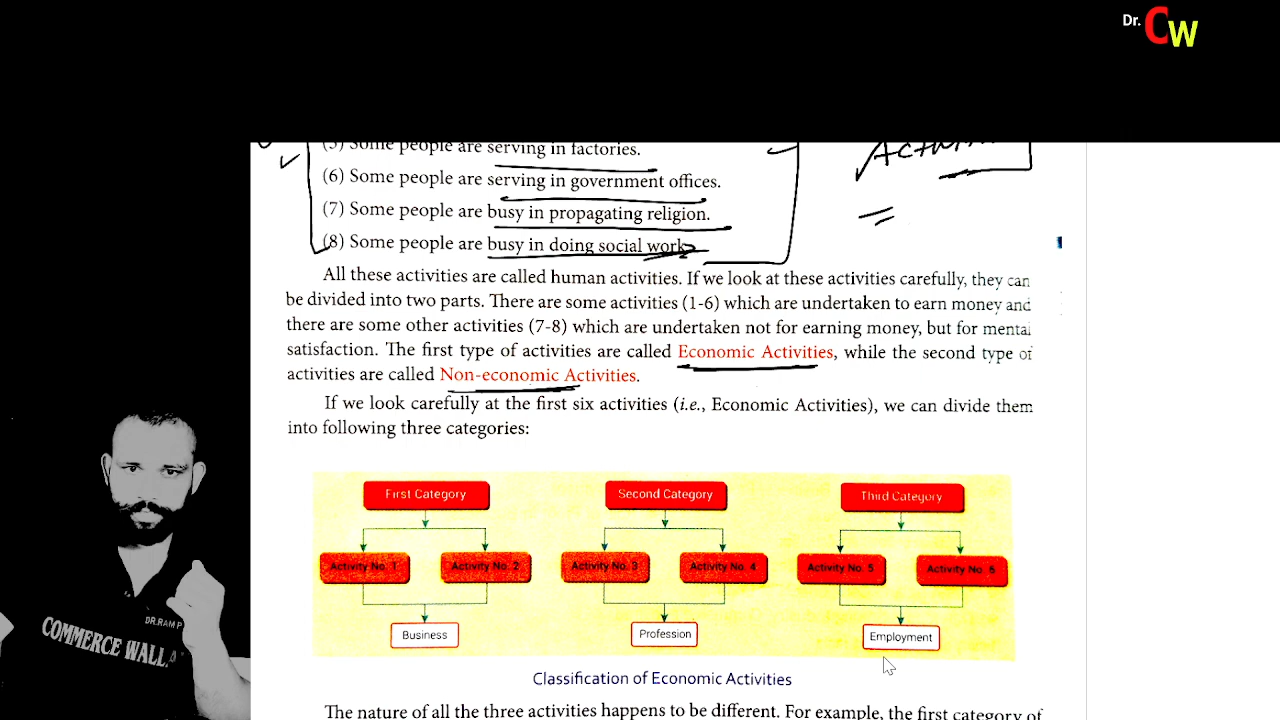 Dr. CW
(5) Some people are serving in factories.
(6) Some people are serving in government offices.
(7) Some people are busy in propagating religion.
(8) Some people are busy in doing social work.
All these activities are called human activities. If we look at these activities carefully, they can
be divided into two parts. There are some activities (1-6) which are undertaken to earn money and
there are some other activities (7-8) which are undertaken not for earning money, but for mental
satisfaction. The first type of activities are called Economic Activities, while the second type of
activities are called Non-economic Activities.
If we look carefully at the first six activities (i.e., Economic Activities), we can divide them
into following three categories:
First Category Second Category Third Category
Activity No. 1 Activity No. 2 Activity No. 3 Activity No. 4 Activity No. 5 Activity No. 6
Business Profession Employment
Classification of Economic Activities
The nature of all the three activities happens to be different. For example, the first category of
DR.RAM P
COMMERCE WALLA